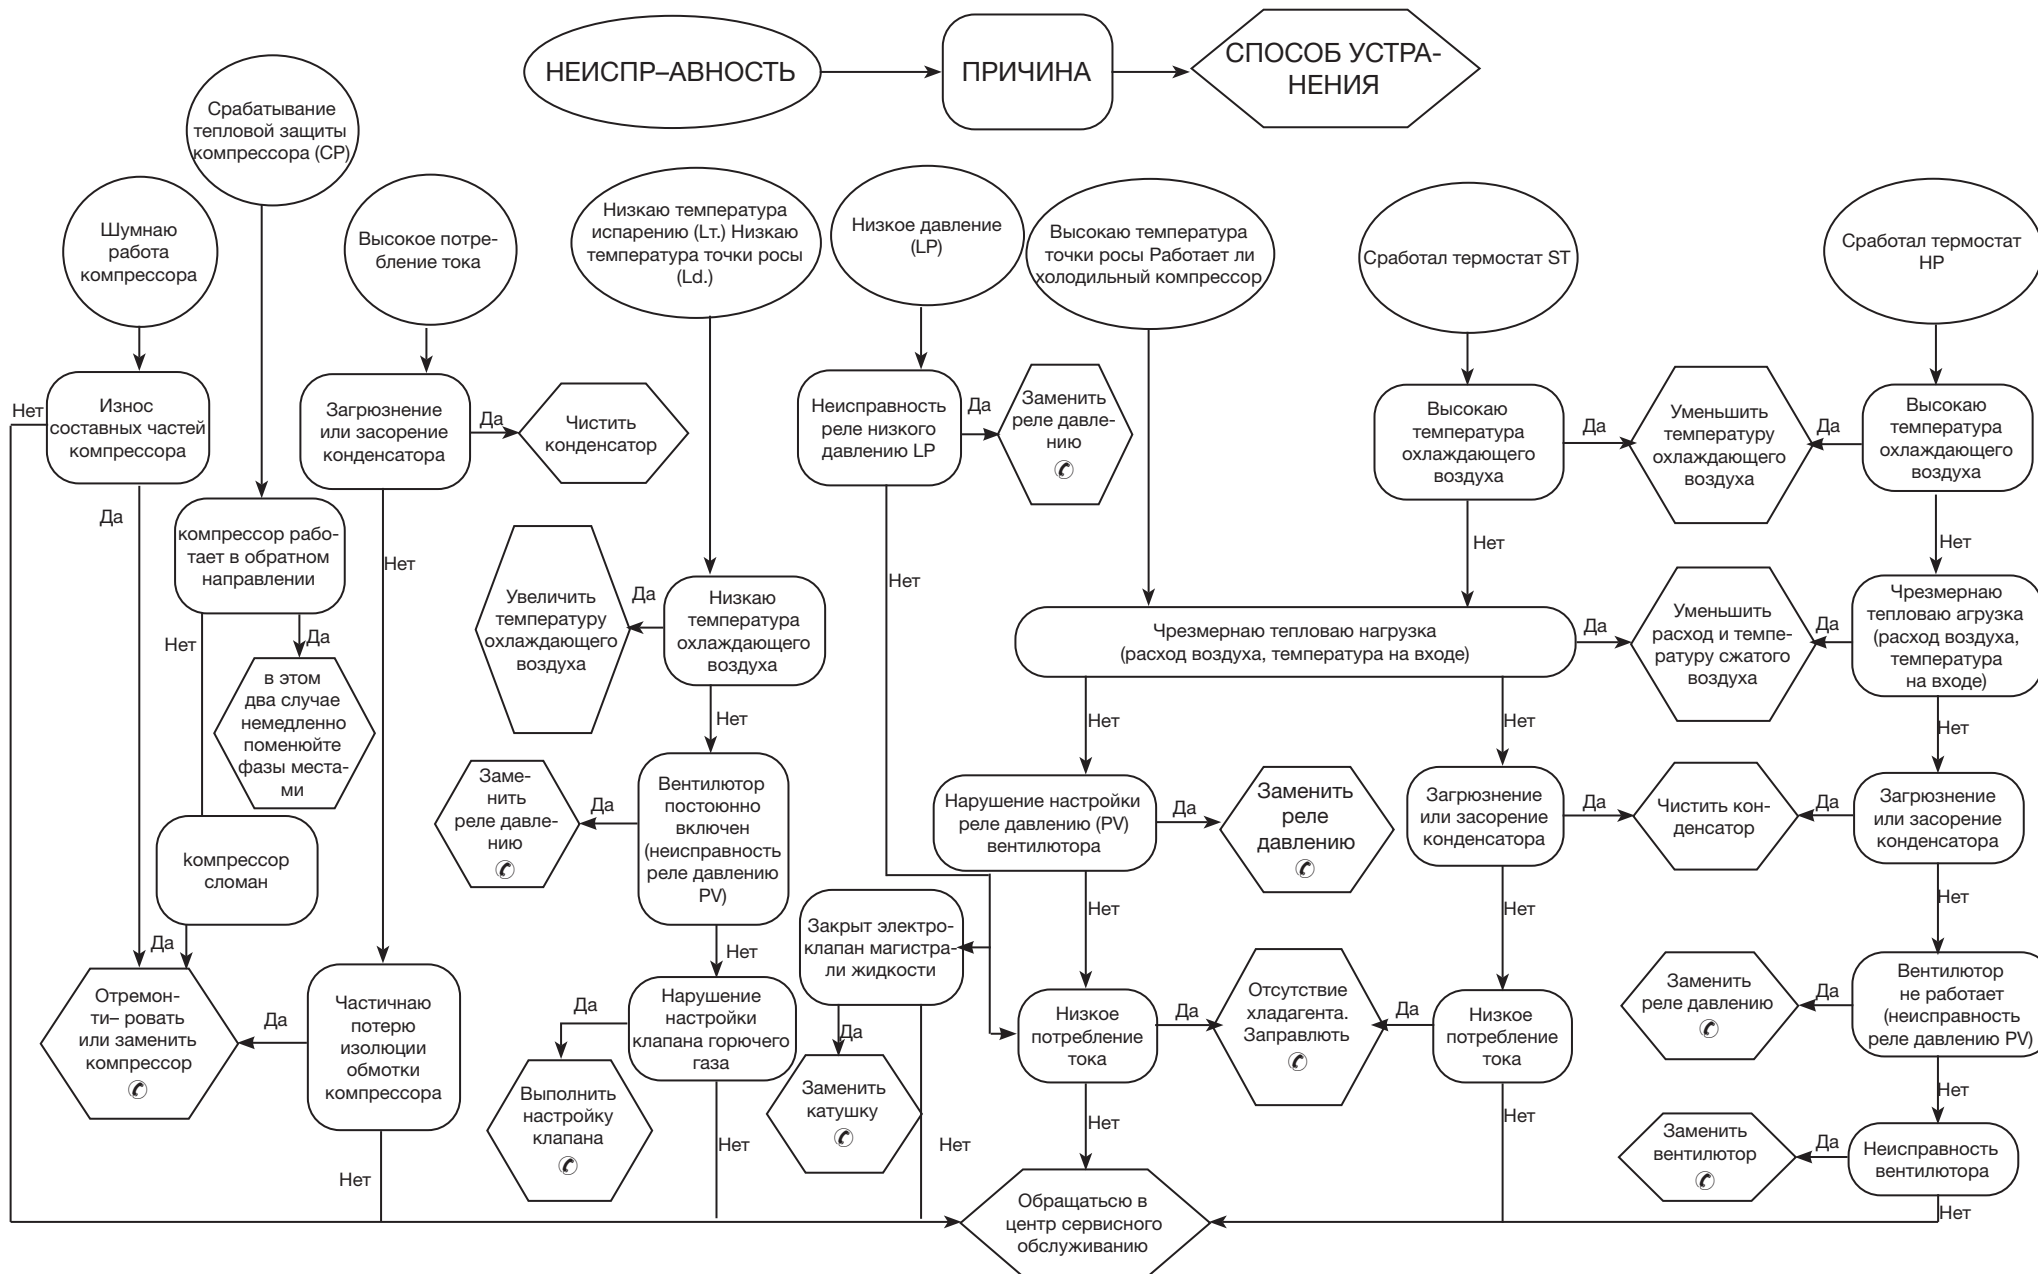 НЕИСПР–АВНОСТЬ
ПРИЧИНА
СПОСОБ УСТРА-
НЕНИЯ
Срабатывание
тепловой защиты
компрессора (CP)
Шумнаю
работа
компрессора
Высокое потре-
бление тока
Низкаю температура
испарению (Lт.) Низкаю
температура точки росы
(Ld.)
Низкое давление
(LP)
Высокаю температура
точки росы Работает ли
холодильный компрессор
Сработал термостат ST
Сработал термостат
HP
Нет
Износ
составных частей
компрессора
Да
Загрюзнение
или засорение
конденсатора
Да
Чистить
конденсатор
Нет
Неисправность
реле низкого
давлению LP
Да
Заменить
реле давле-
нию
✆
Нет
Высокаю
температура
охлаждающего
воздуха
Да
Уменьшить
температуру
охлаждающего
воздуха
Да
Высокаю
температура
охлаждающего
воздуха
Нет
Нет
компрессор рабо-
тает в обратном
направлении
Нет
Да
в этом
два случае
немедленно
поменюйте
фазы места-
ми
Увеличить
температуру
охлаждающего
воздуха
Да
Низкаю
температура
охлаждающего
воздуха
Нет
Чрезмернаю тепловаю нагрузка
(расход воздуха, температура на входе)
Да
Уменьшить
расход и темпе-
ратуру сжатого
воздуха
Да
Чрезмернаю
тепловаю агрузка
(расход воздуха,
температура
на входе)
Нет
Нет
Нет
Заме-
нить
реле давле-
нию
✆
Да
Вентилютор
постоюнно
включен
(неисправность
реле давлению
PV)
Нет
Нарушение настройки
реле давлению (PV)
вентилютора
Да
Заменить
реле
давлению
✆
Нет
Загрюзнение
или засорение
конденсатора
Да
Чистить кон-
денсатор
Да
Загрюзнение
или засорение
конденсатора
Нет
Нет
kомпрессор
сломан
Да
Закрыт электро-
клапан магистра-
ли жидкости
Да
Отремон-
ти– ровать
или заменить
компрессор
✆
Да
Частичнаю
потерю
изолюции
обмотки
компрессора
Нет
Да
Нарушение
настройки
клапана горючего
газа
Нет
Выполнить
настройку
клапана
✆
Заменить
катушку
✆
Нет
Низкое
потребление
тока
Да
Отсутствие
хладагента.
Заправлють
✆
Да
Низкое
потребление
тока
Нет
Нет
Заменить
реле давлению
✆
Да
Вентилютор
не работает
(неисправность
реле давлению PV)
Нет
Заменить
вентилютор
✆
Да
Неисправность
вентилютора
Нет
Обращатьсю в
центр сервисного
обслуживанию